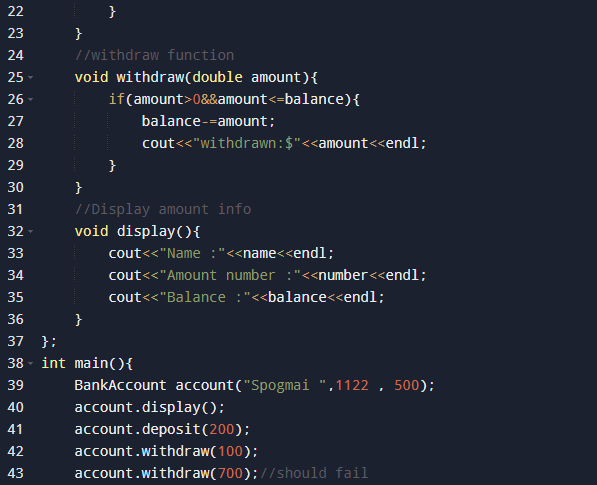 22 }
23 }
24 //withdraw function
25 void withdraw(double amount){
26 if(amount>0&&amount<=balance){
27 balance-=amount;
28 cout<<"withdrawn:$"<<amount<<endl;
29 }
30 }
31 //Display amount info
32 void display(){
33 cout<<"Name :"<<name<<endl;
34 cout<<"Amount number :"<<number<<endl;
35 cout<<"Balance :"<<balance<<endl;
36 }
37 };
38 int main(){
39 BankAccount account("Spogmai ",1122 , 500);
40 account.display();
41 account.deposit(200);
42 account.withdraw(100);
43 account.withdraw(700);//should fail